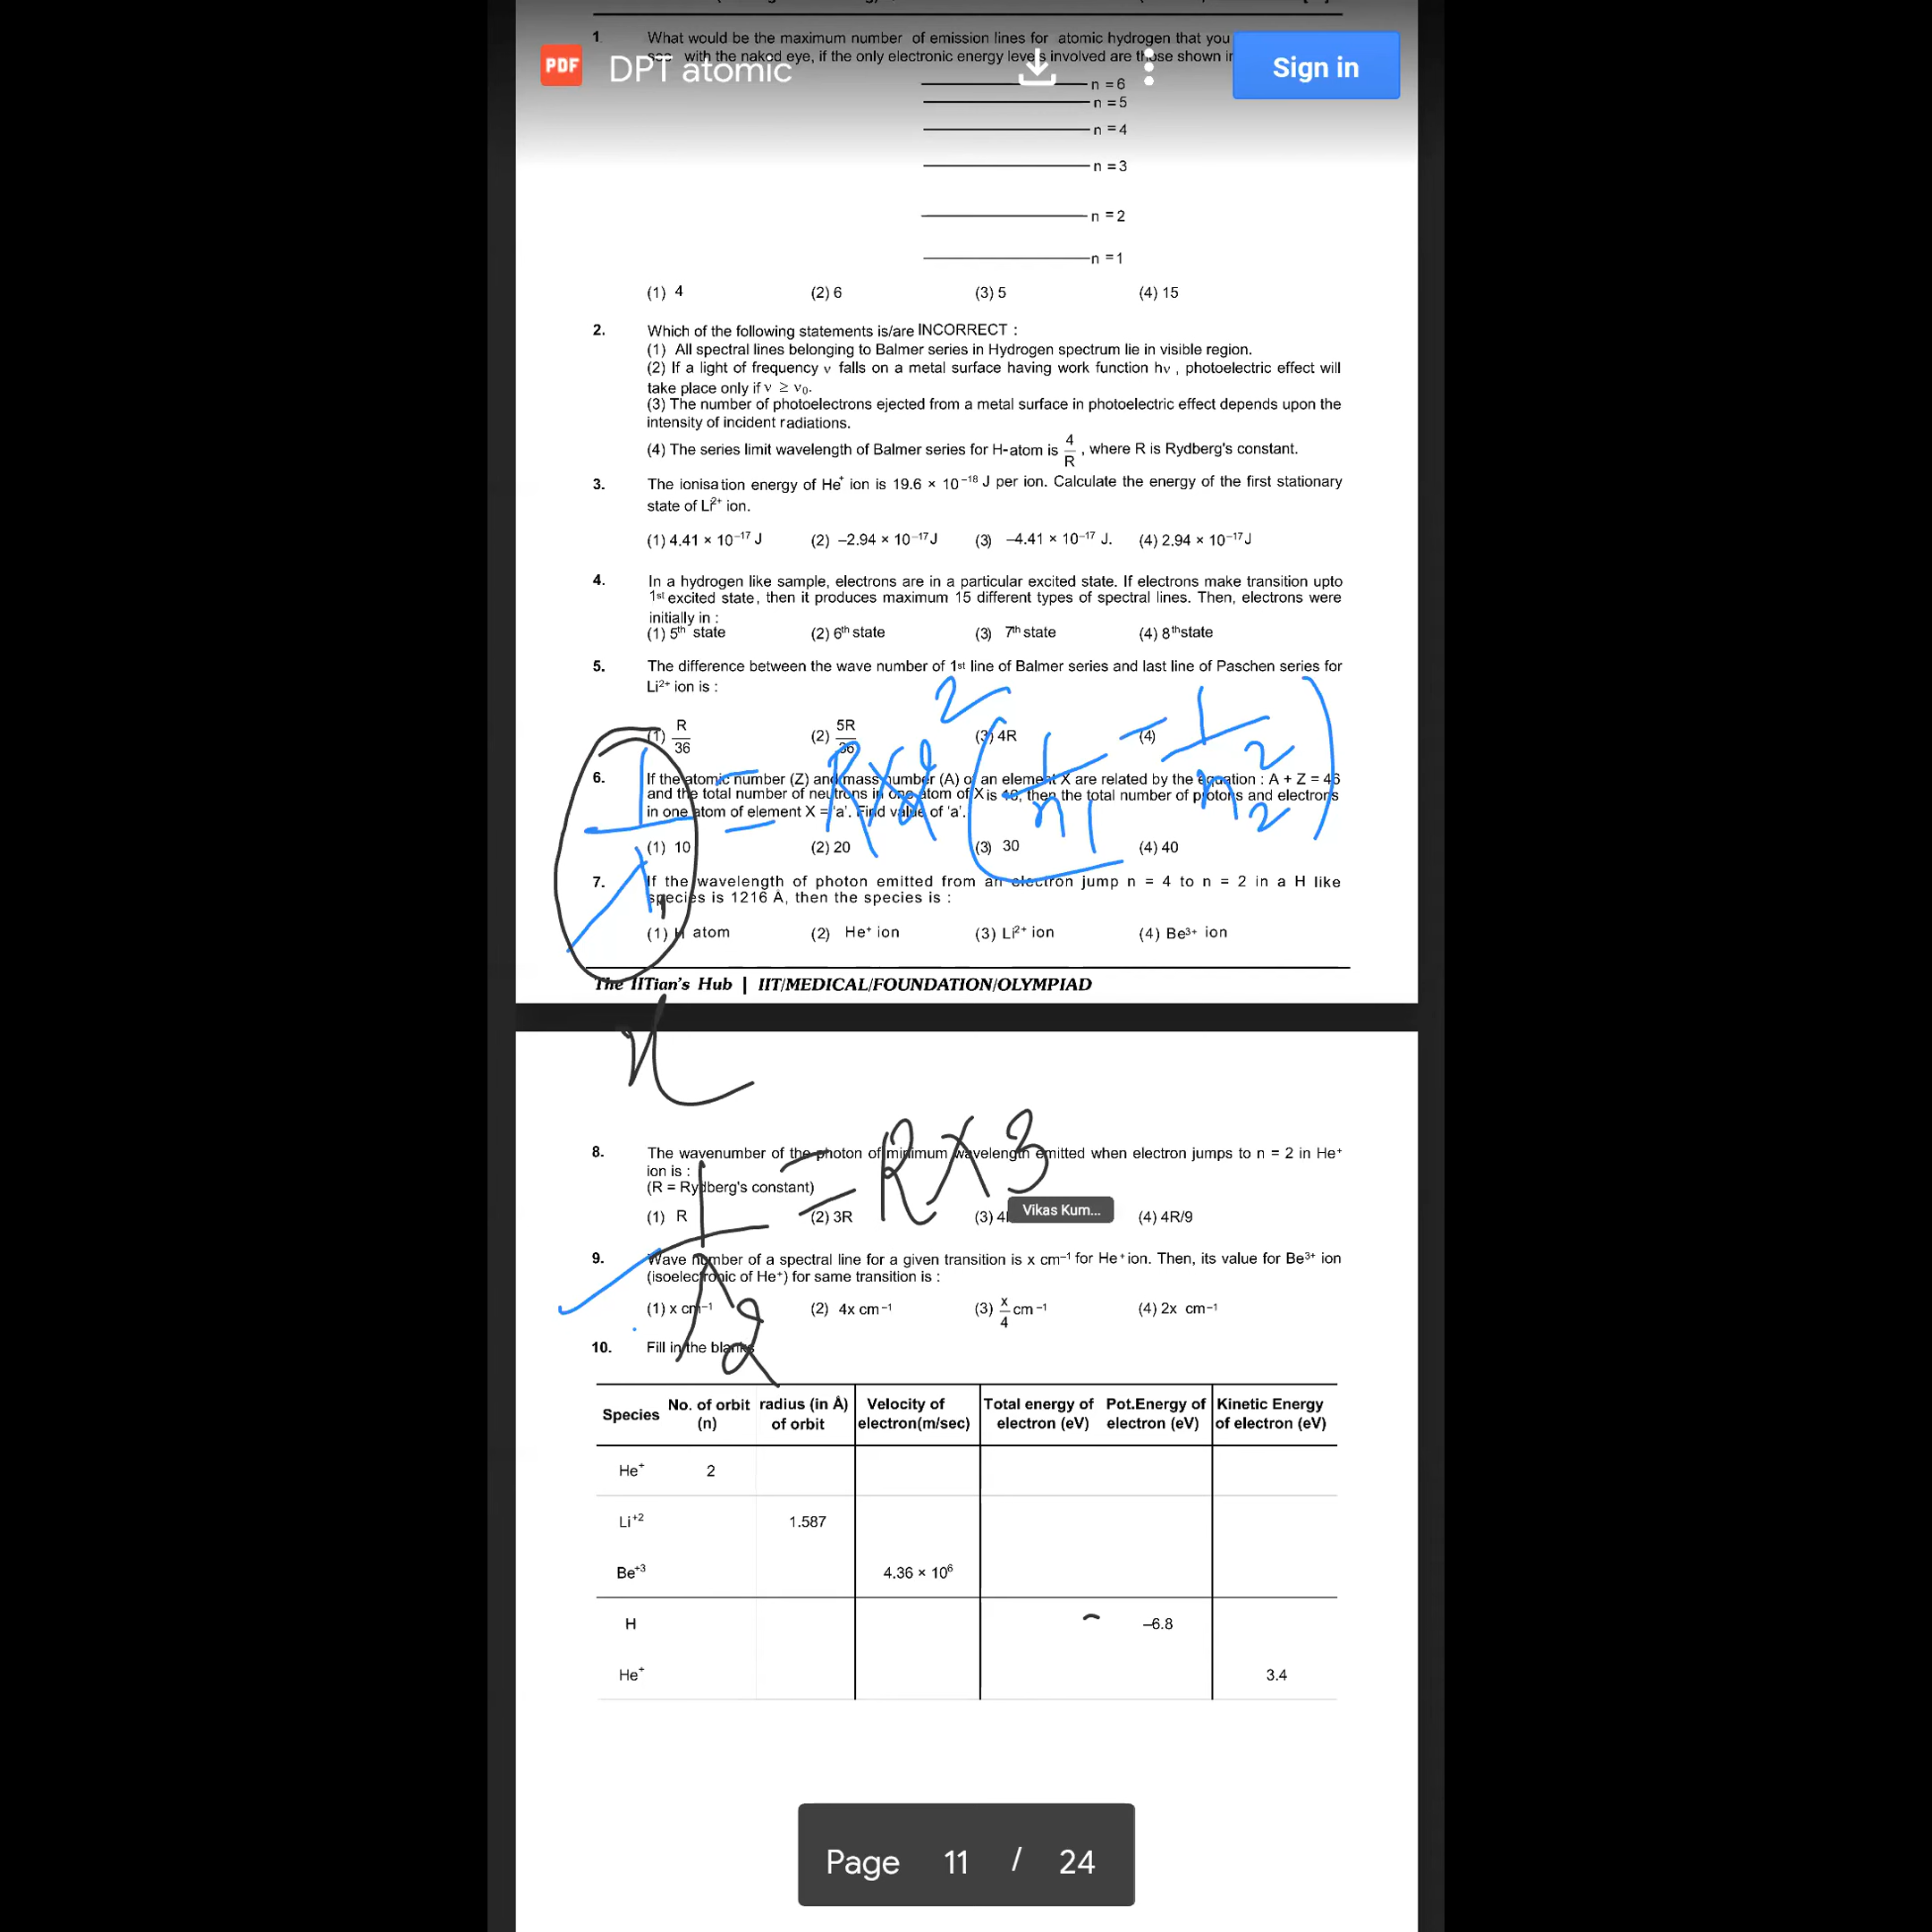 1. What would be the maximum number of emission lines for atomic hydrogen that you
see with the naked eye, if the only electronic energy levels involved are those shown in
PDF DPT atomic
Sign in
n = 6
n = 5
n = 4
n = 3
n = 2
n = 1
(1) 4 (2) 6 (3) 5 (4) 15
2. Which of the following statements is/are INCORRECT :
(1) All spectral lines belonging to Balmer series in Hydrogen spectrum lie in visible region.
(2) If a light of frequency ν falls on a metal surface having work function hν , photoelectric effect will
take place only if ν ≥ ν₀.
(3) The number of photoelectrons ejected from a metal surface in photoelectric effect depends upon the
intensity of incident radiations.
(4) The series limit wavelength of Balmer series for H-atom is 4/R , where R is Rydberg's constant.
3. The ionisation energy of He⁺ ion is 19.6 × 10⁻¹⁸ J per ion. Calculate the energy of the first stationary
state of Li²⁺ ion.
(1) 4.41 × 10⁻¹⁷ J (2) –2.94 × 10⁻¹⁷ J (3) –4.41 × 10⁻¹⁷ J. (4) 2.94 × 10⁻¹⁷ J
4. In a hydrogen like sample, electrons are in a particular excited state. If electrons make transition upto
1st excited state, then it produces maximum 15 different types of spectral lines. Then, electrons were
initially in :
(1) 5th state (2) 6th state (3) 7th state (4) 8th state
5. The difference between the wave number of 1st line of Balmer series and last line of Paschen series for
Li²⁺ ion is :
(1) R/36 (2) 5R/36 (3) 4R (4)
6. If the atomic number (Z) and mass number (A) of an element X are related by the equation : A + Z = 46
and the total number of neutrons in one atom of X is 16, then the total number of protons and electrons
in one atom of element X = 'a'. Find value of 'a'.
(1) 10 (2) 20 (3) 30 (4) 40
7. If the wavelength of photon emitted from an electron jump n = 4 to n = 2 in a H like
species is 1216 Å, then the species is :
(1) H atom (2) He⁺ ion (3) Li²⁺ ion (4) Be³⁺ ion
The IITian's Hub | IIT/MEDICAL/FOUNDATION/OLYMPIAD
8. The wavenumber of the photon of minimum wavelength emitted when electron jumps to n = 2 in He⁺
ion is :
(R = Rydberg's constant)
(1) R (2) 3R (3) 4 Vikas Kum... (4) 4R/9
= R × 3
9. Wave number of a spectral line for a given transition is x cm⁻¹ for He⁺ ion. Then, its value for Be³⁺ ion
(isoelectronic of He⁺) for same transition is :
(1) x cm⁻¹ (2) 4x cm⁻¹ (3) x/4 cm⁻¹ (4) 2x cm⁻¹
10. Fill in the blanks
Species No. of orbit (n) radius (in Å) of orbit Velocity of electron(m/sec) Total energy of electron (eV) Pot.Energy of electron (eV) Kinetic Energy of electron (eV)
He⁺ 2
Li⁺² 1.587
Be⁺³ 4.36 × 10⁶
H –6.8
He⁺ 3.4
Page 11 / 24